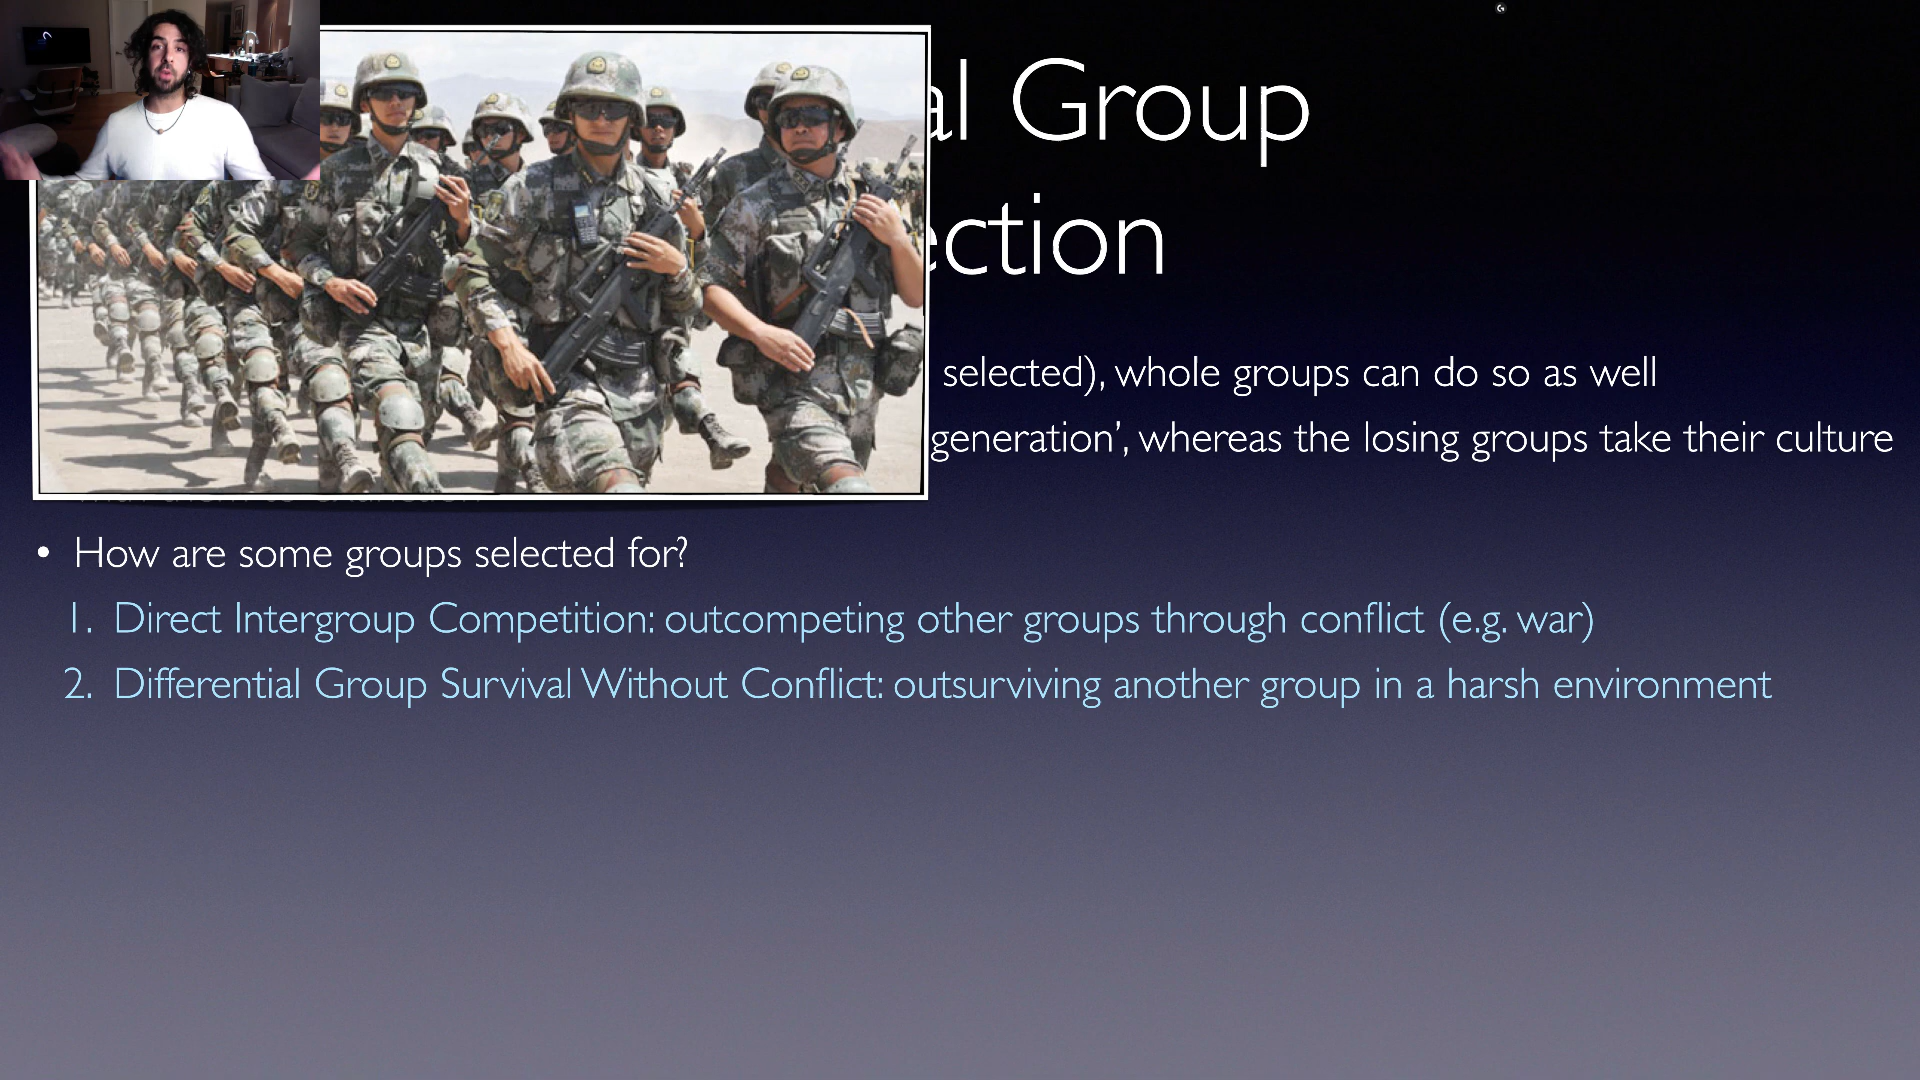 al Group
ection
selected), whole groups can do so as well
generation’, whereas the losing groups take their culture
• How are some groups selected for?
1. Direct Intergroup Competition: outcompeting other groups through conflict (e.g. war)
2. Differential Group Survival Without Conflict: outsurviving another group in a harsh environment